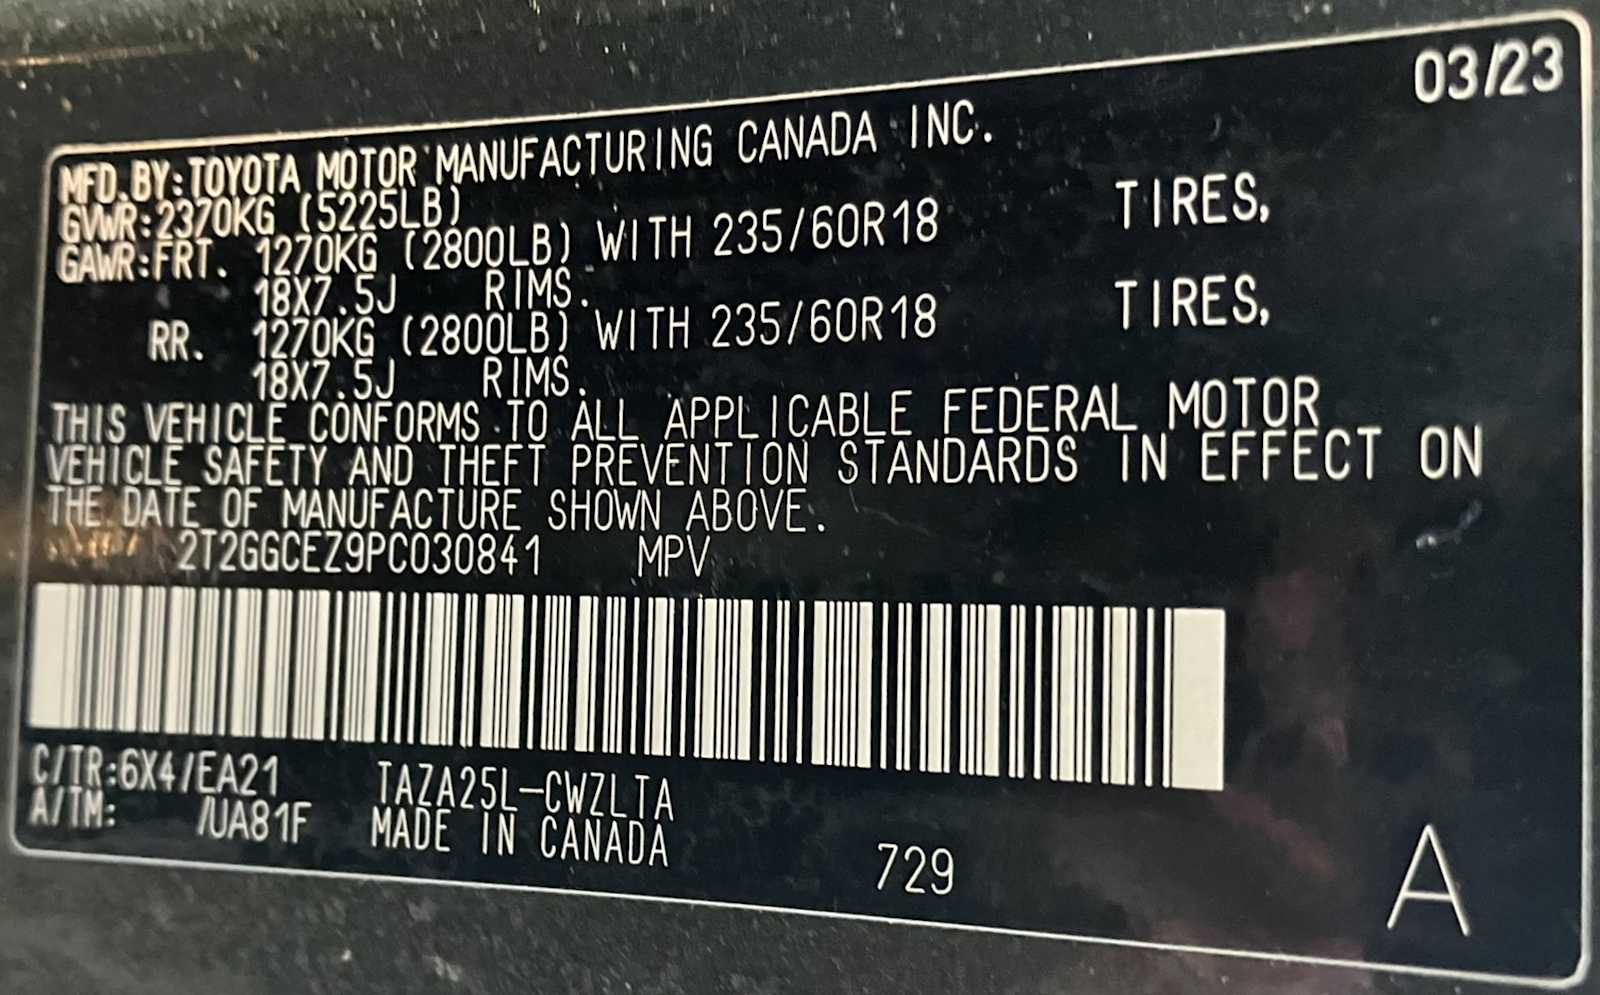 03/23
MFD.BY:TOYOTA MOTOR MANUFACTURING CANADA INC.
GVWR:2370KG (5225LB)
GAWR:FRT. 1270KG (2800LB) WITH 235/60R18 TIRES,
18X7.5J RIMS.
RR. 1270KG (2800LB) WITH 235/60R18 TIRES,
18X7.5J RIMS.
THIS VEHICLE CONFORMS TO ALL APPLICABLE FEDERAL MOTOR
VEHICLE SAFETY AND THEFT PREVENTION STANDARDS IN EFFECT ON
THE DATE OF MANUFACTURE SHOWN ABOVE.
2T2GGCEZ9PC030841 MPV
C/TR:6X4/EA21 TAZA25L-CWZLTA
A/TM: /UA81F MADE IN CANADA
729
A